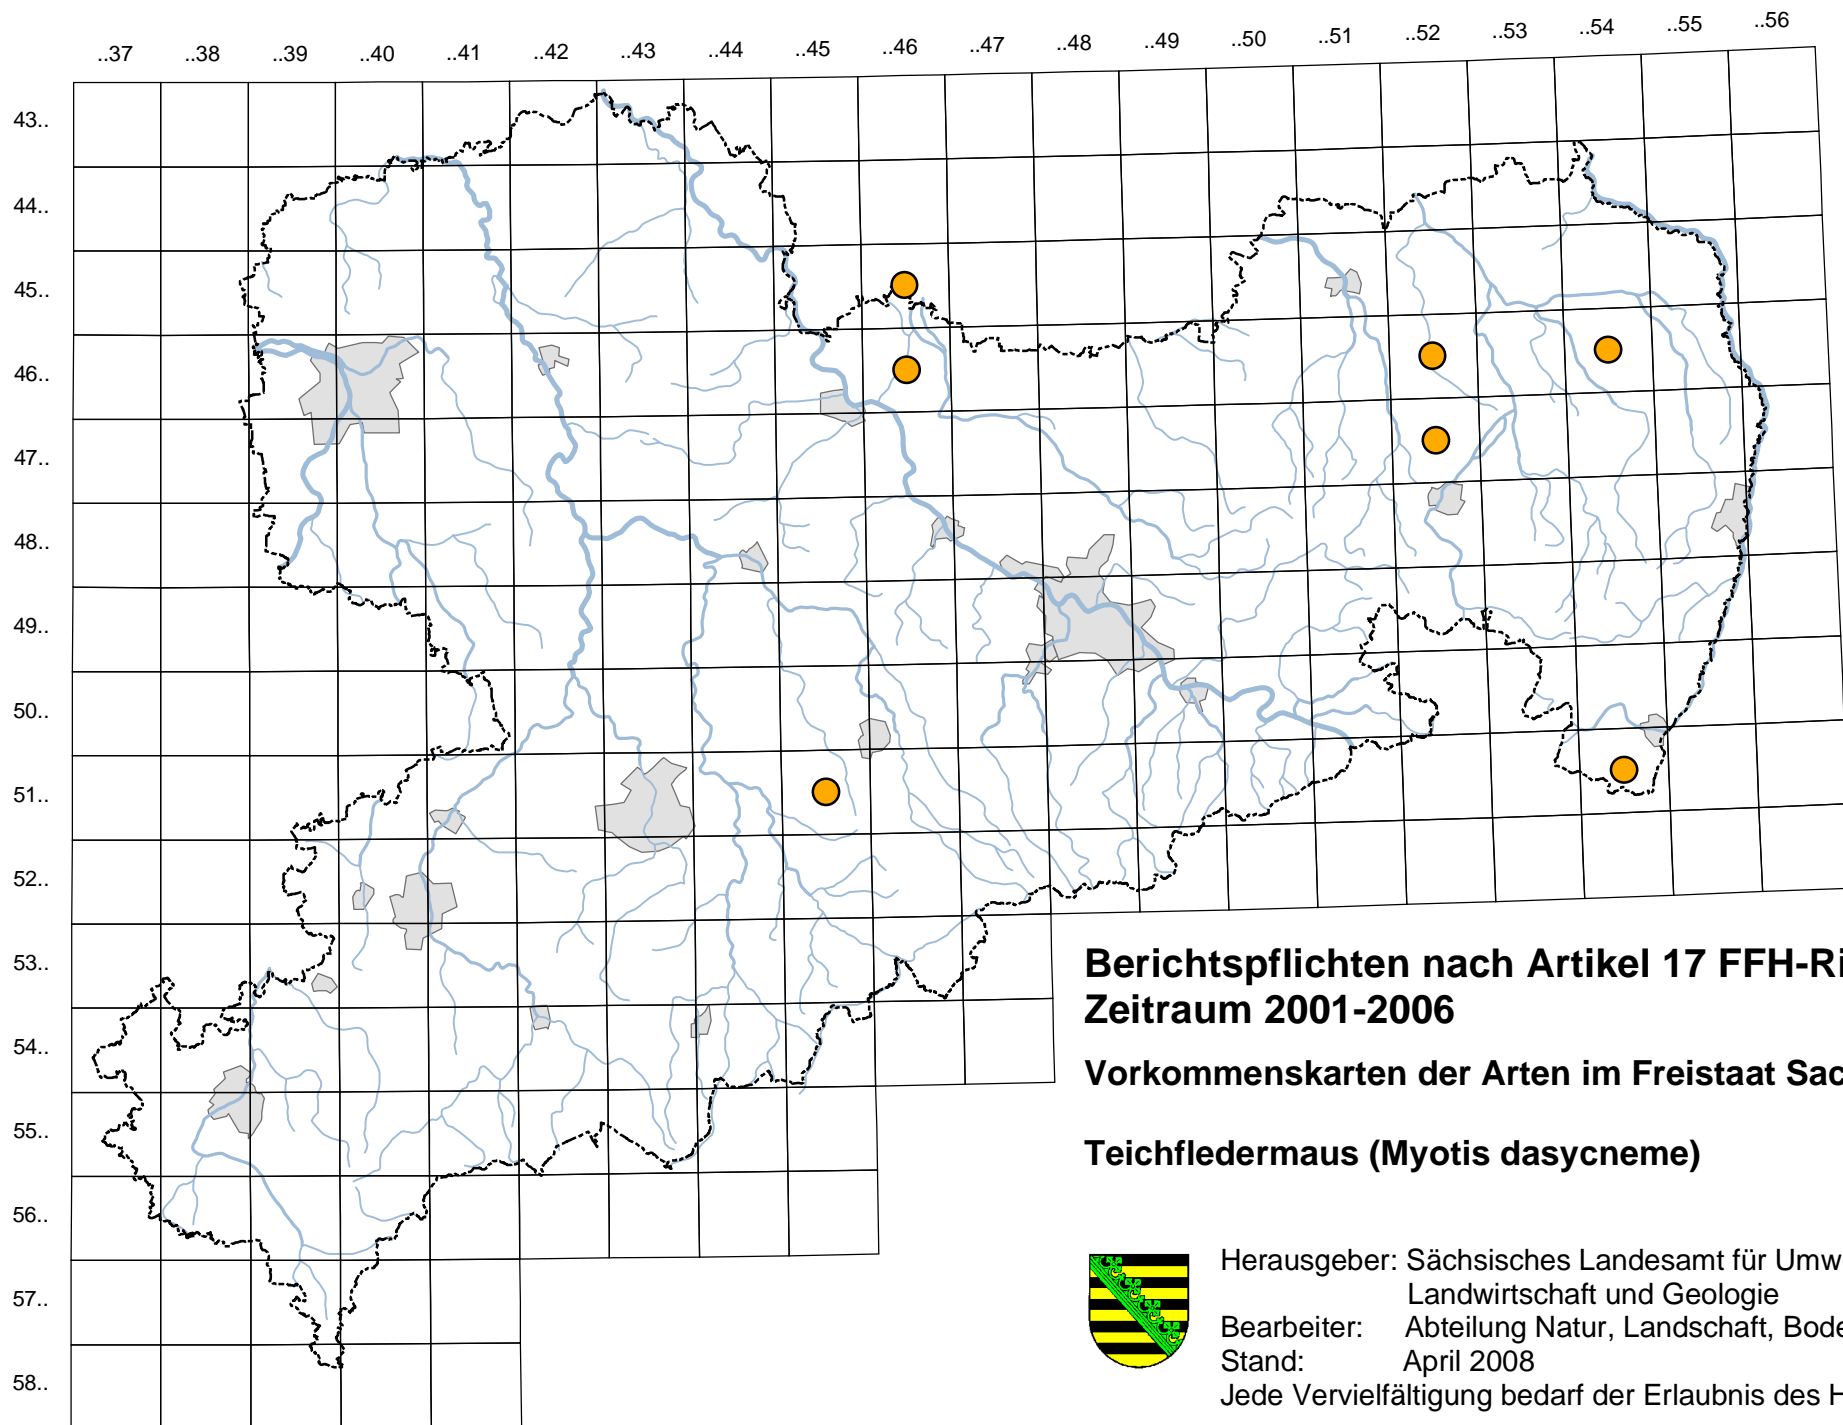 ..37 ..38 ..39 ..40 ..41 ..42 ..43 ..44 ..45 ..46 ..47 ..48 ..49 ..50 ..51 ..52 ..53 ..54 ..55 ..56
43..
44..
45..
46..
47..
48..
49..
50..
51..
52..
53..
54..
55..
56..
57..
58..
Berichtspflichten nach Artikel 17 FFH-Ri
Zeitraum 2001-2006
Vorkommenskarten der Arten im Freistaat Sac
Teichfledermaus (Myotis dasycneme)
Herausgeber: Sächsisches Landesamt für Umw
Landwirtschaft und Geologie
Bearbeiter: Abteilung Natur, Landschaft, Bode
Stand: April 2008
Jede Vervielfältigung bedarf der Erlaubnis des H